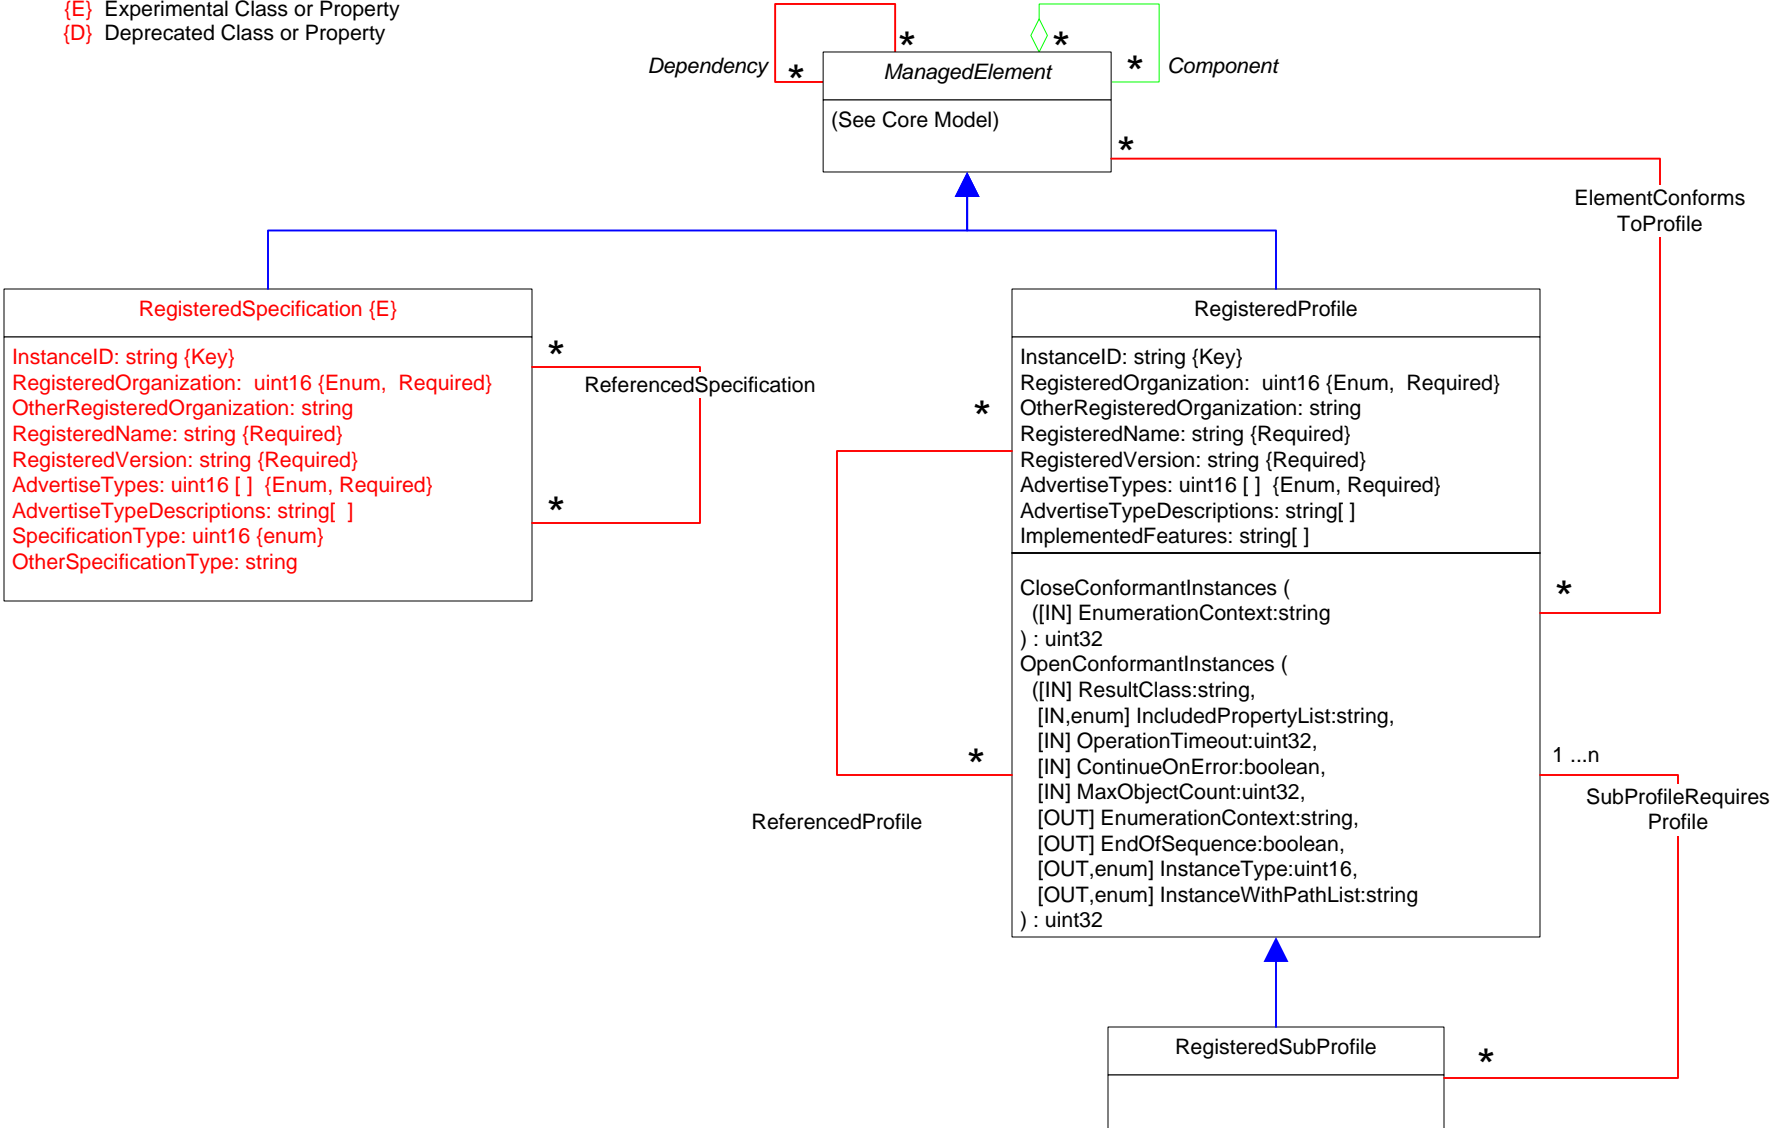 {E} Experimental Class or Property
{D} Deprecated Class or Property
*
*
Dependency
*
ManagedElement
*
Component
(See Core Model)
*
ElementConforms
ToProfile
RegisteredSpecification {E}
InstanceID: string {Key}
RegisteredOrganization:  uint16 {Enum,  Required}
OtherRegisteredOrganization: string
RegisteredName: string {Required}
RegisteredVersion: string {Required}
AdvertiseTypes: uint16 [ ]  {Enum, Required}
AdvertiseTypeDescriptions: string[  ]
SpecificationType: uint16 {enum}
OtherSpecificationType: string
*
ReferencedSpecification
*
RegisteredProfile
InstanceID: string {Key}
RegisteredOrganization:  uint16 {Enum,  Required}
OtherRegisteredOrganization: string
RegisteredName: string {Required}
RegisteredVersion: string {Required}
AdvertiseTypes: uint16 [ ]  {Enum, Required}
AdvertiseTypeDescriptions: string[ ]
ImplementedFeatures: string[ ]
CloseConformantInstances (
([IN] EnumerationContext:string
) : uint32
OpenConformantInstances (
([IN] ResultClass:string,
[IN,enum] IncludedPropertyList:string,
[IN] OperationTimeout:uint32,
[IN] ContinueOnError:boolean,
[IN] MaxObjectCount:uint32,
[OUT] EnumerationContext:string,
[OUT] EndOfSequence:boolean,
[OUT,enum] InstanceType:uint16,
[OUT,enum] InstanceWithPathList:string
) : uint32
*
*
ReferencedProfile
*
1 ...n
SubProfileRequires
Profile
RegisteredSubProfile
*